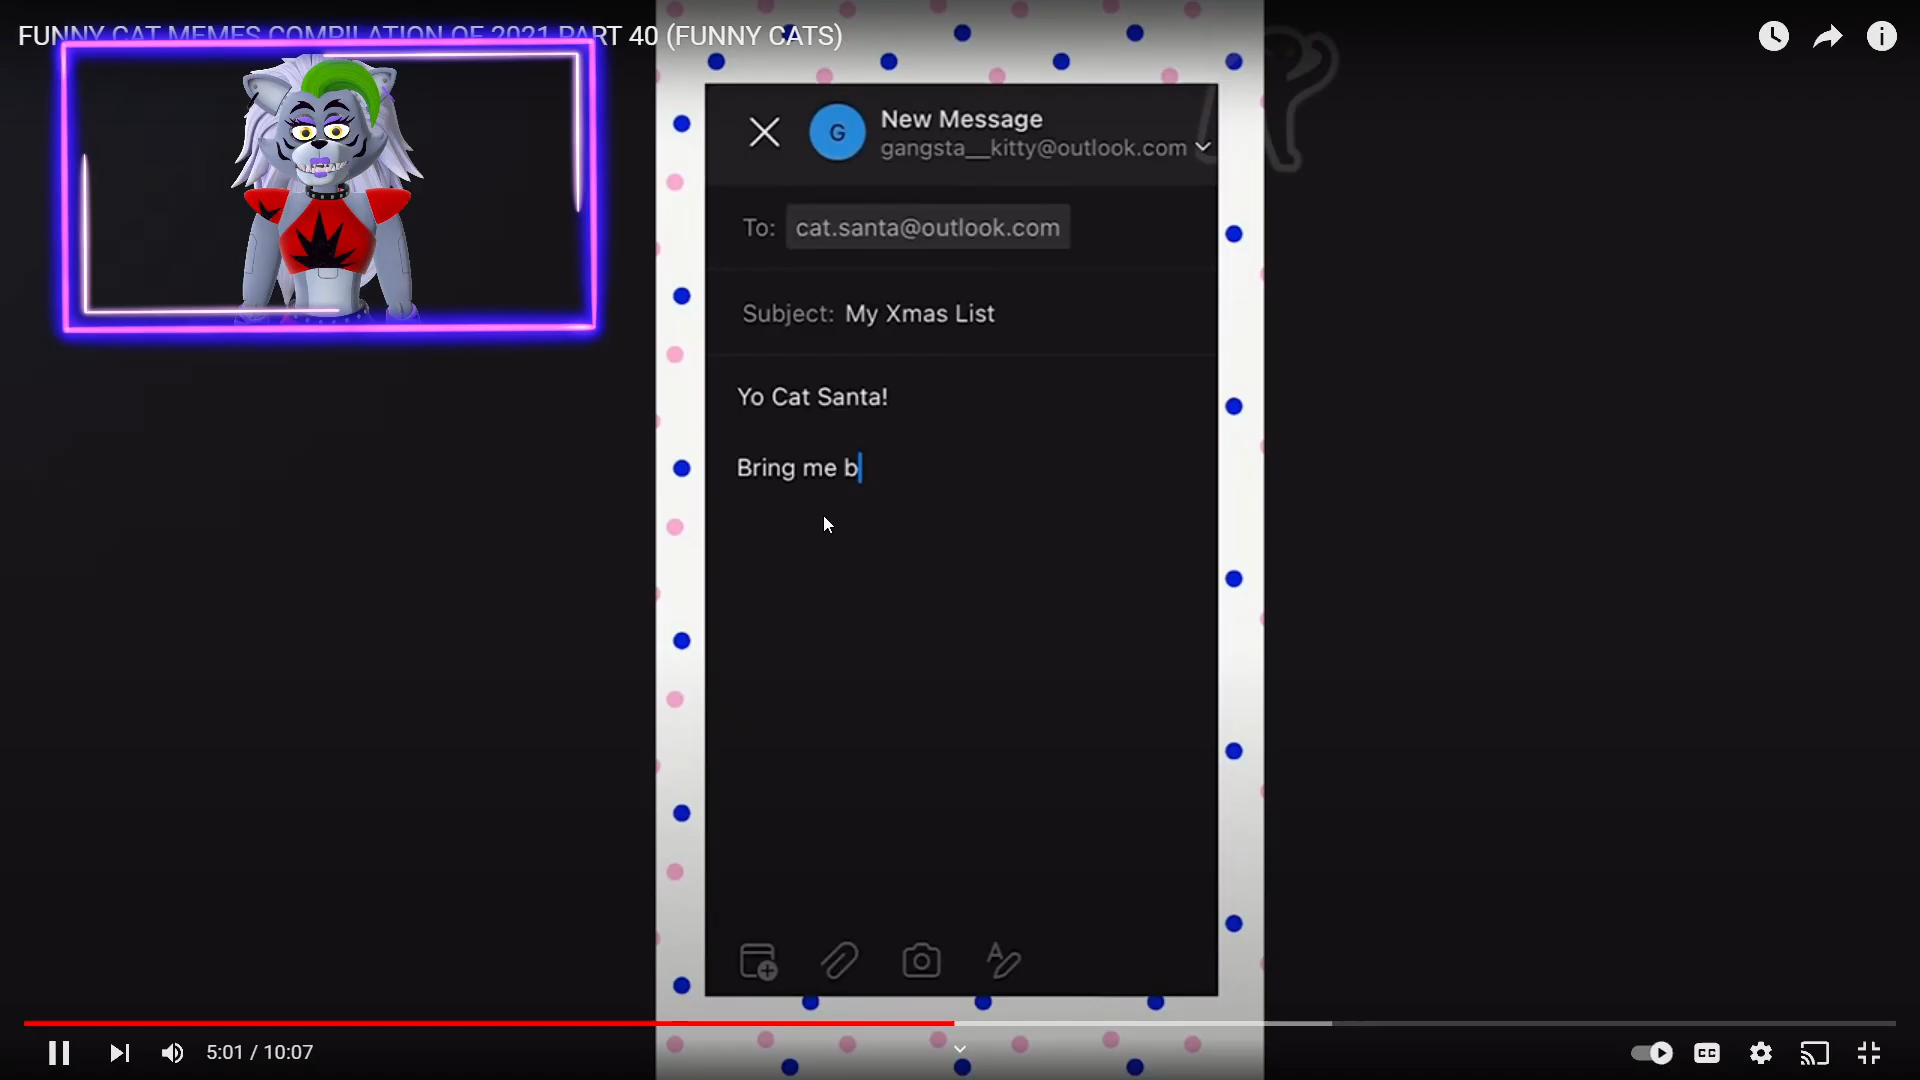 FUNNY CAT MEMES COMPILATION OF 2021 PART 40 (FUNNY CATS)
G
New Message
gangsta__kitty@outlook.com
To: cat.santa@outlook.com
Subject: My Xmas List
Yo Cat Santa!
Bring me b
5:01 / 10:07
CC